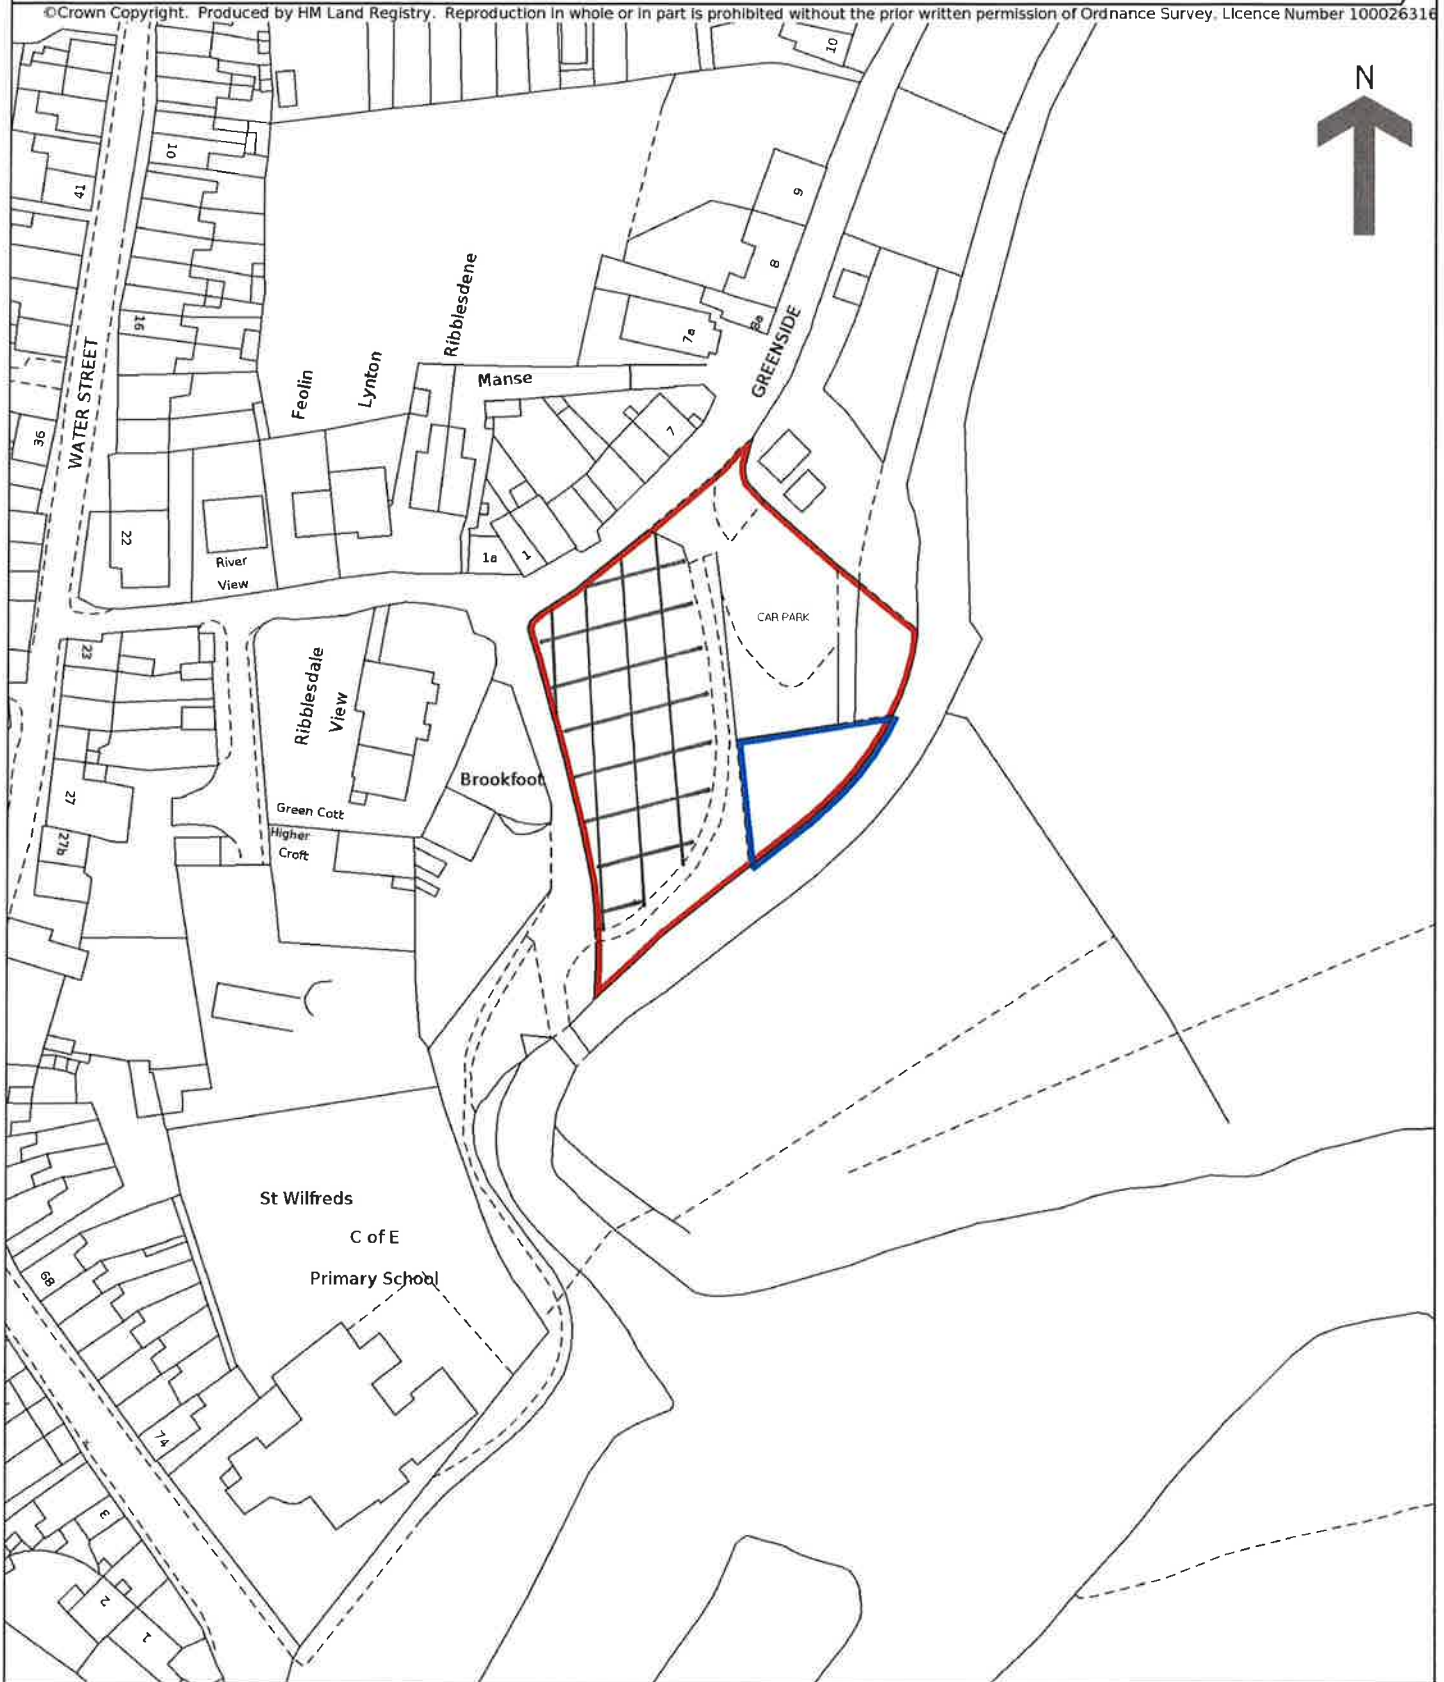 ©Crown Copyright. Produced by HM Land Registry. Reproduction in whole or in part is prohibited without the prior written permission of Ordnance Survey. Licence Number 100026316
N
10
10
41
9
8
8a
7a
GREENSIDE
Ribblesdene
16
WATER STREET
Feolin
Lynton
Manse
7
36
22
River
View
1a
1
CAR PARK
23
Ribblesdale
View
Brookfoot
27
27b
Green Cott
Higher
Croft
St Wilfreds
C of E
Primary School
68
74
3
2
1